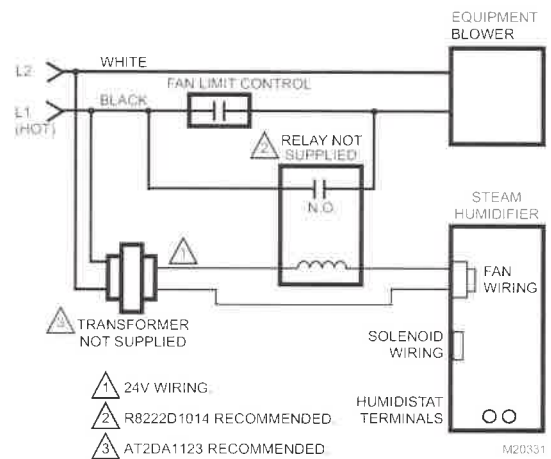 EQUIPMENT
BLOWER
L2
WHITE
FAN LIMIT CONTROL
BLACK
L1
(HOT)
2
RELAY NOT
SUPPLIED
N.O.
STEAM
HUMIDIFIER
1
FAN
WIRING
3
TRANSFORMER
NOT SUPPLIED
SOLENOID
WIRING
HUMIDISTAT
TERMINALS
1 24V WIRING.
2 R8222D1014 RECOMMENDED.
3 AT2DA1123 RECOMMENDED.
M20331